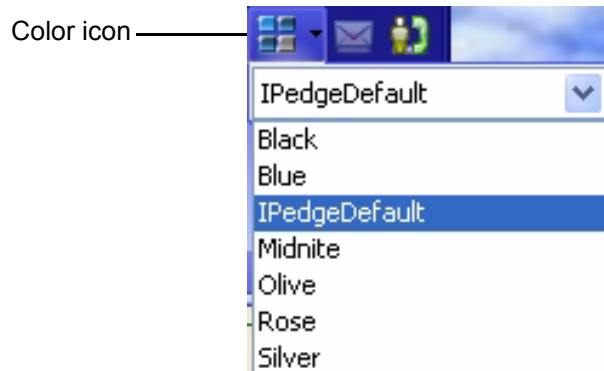 Color icon
IPedgeDefault
Black
Blue
IPedgeDefault
Midnite
Olive
Rose
Silver